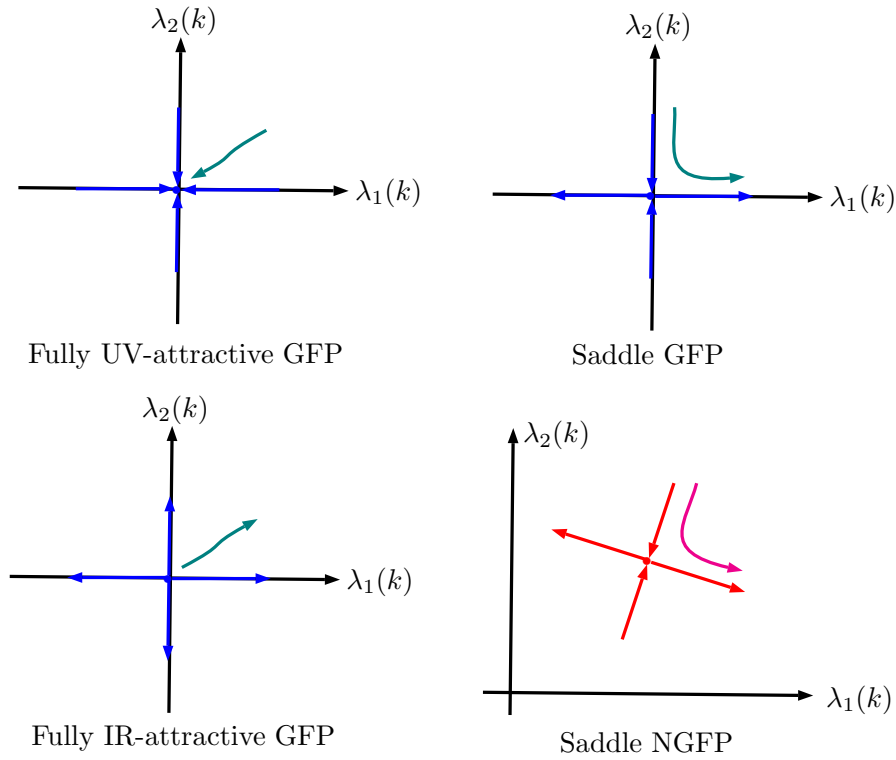 λ₂(k)
λ₁(k)
Fully UV-attractive GFP
λ₂(k)
λ₁(k)
Saddle GFP
λ₂(k)
λ₁(k)
Fully IR-attractive GFP
λ₂(k)
λ₁(k)
Saddle NGFP